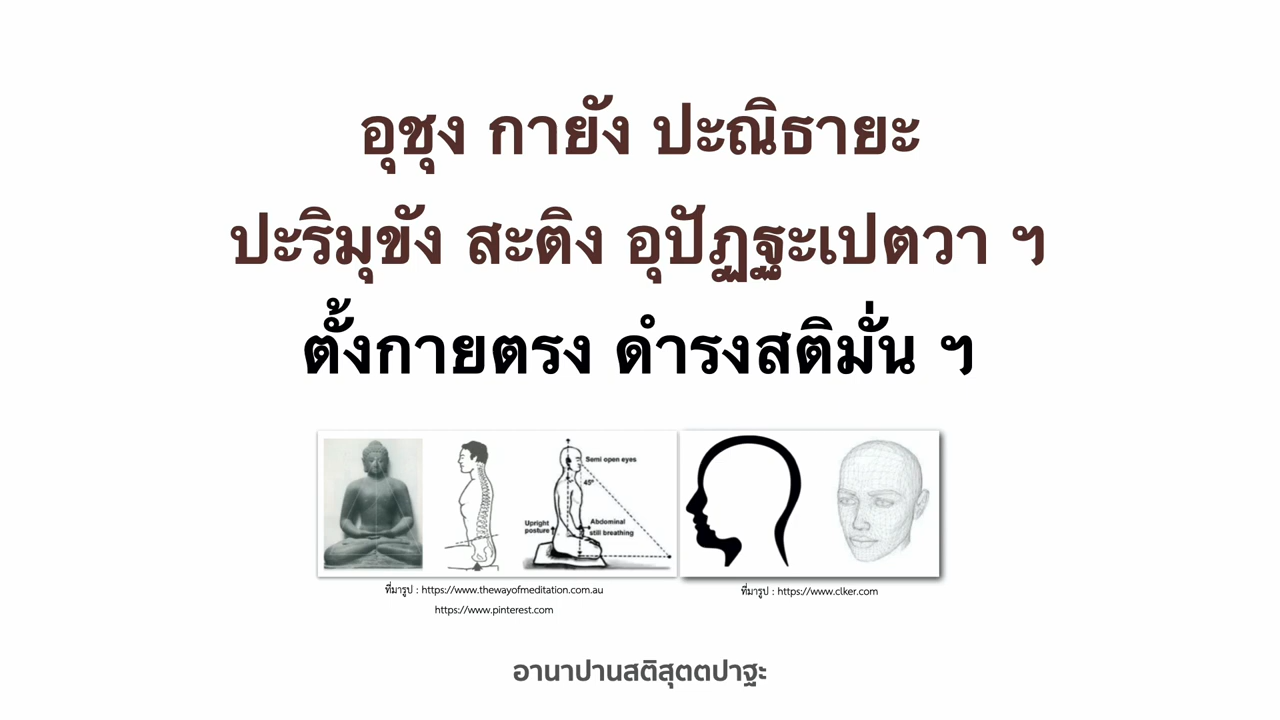 อุชุง กายัง ปะณิธายะ
ปะริมุขัง สะติง อุปัฏฐะเปตวา ฯ
ตั้งกายตรง ดำรงสติมั่น ฯ
Semi open eyes
45º
Upright
posture
Abdominal
still breathing
ที่มารูป : https://www.thewayofmeditation.com.au
https://www.pinterest.com
ที่มารูป : https://www.clker.com
อานาปานสติสุตตปาฐะ